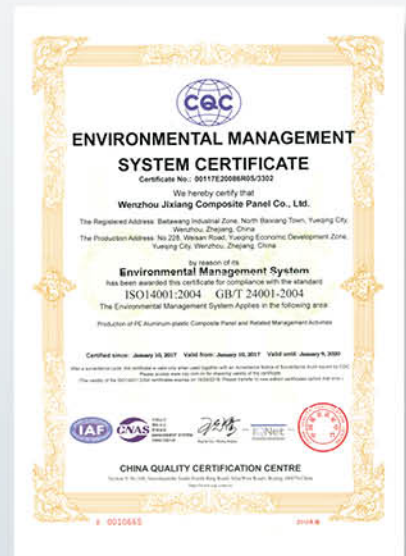 CQC
ENVIRONMENTAL MANAGEMENT
SYSTEM CERTIFICATE
Certificate No.: 00117E20086R0S/3302
We hereby certify that
Wenzhou Jixiang Composite Panel Co., Ltd.
The Registered Address: Beitawang Industrial Zone, North Baixiang Town, Yueqing City,
Wenzhou, Zhejiang, China
The Production Address: No.228, Weisan Road, Yueqing Economic Development Zone,
Yueqing City, Wenzhou, Zhejiang, China
by reason of its
Environmental Management System
has been awarded this certificate for compliance with the standard
ISO14001:2004 GB/T 24001-2004
The Environmental Management System Applies in the following area:
Production of PE Aluminum-plastic Composite Panel and Related Management Activities
Certified since: January 10, 2017 Valid from: January 10, 2017 Valid until: January 9, 2020
IAF
CNAS
IQNet
CHINA QUALITY CERTIFICATION CENTRE
0010665